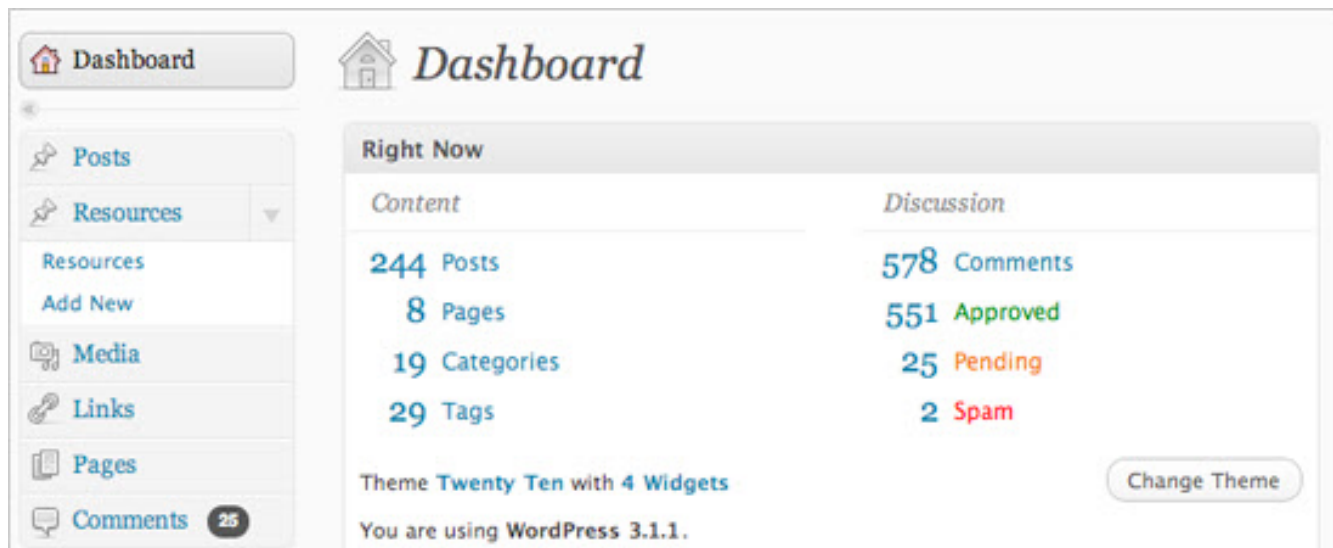 Dashboard
Posts
Resources
Resources
Add New
Media
Links
Pages
Comments 25
Dashboard
Right Now
Content
244 Posts
8 Pages
19 Categories
29 Tags
Discussion
578 Comments
551 Approved
25 Pending
2 Spam
Theme Twenty Ten with 4 Widgets
Change Theme
You are using WordPress 3.1.1.